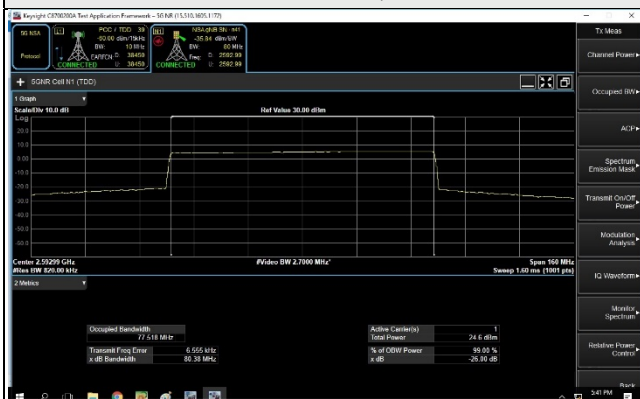 Keysight C8700200A Test Application Framework - 5G NR (15.510.1605.1172)
5G NSA
Protocol
L1
PCC / TDD 39
-50.00 dBm/15kHz
BW: 10 MHz
EARFCN D: 38450
U: 38450
CONNECTED
N1
NSAgNB SN n41
-35.84 dBm/BW
BW: 80 MHz
Freq: D: 2592.99
U: 2592.99
CONNECTED
Tx Meas
Channel Power
Occupied BW
ACP
Spectrum
Emission Mask
Transmit On/Off
Power
Modulation
Analysis
IQ Waveform
Monitor
Spectrum
Relative Power
Control
Back
5GNR Cell N1 (TDD)
1 Graph
Scale/Div 10.0 dB
Ref Value 30.00 dBm
Log
20.0
10.0
0.00
-10.0
-20.0
-30.0
-40.0
-50.0
-60.0
Center 2.59299 GHz
#Video BW 2.7000 MHz*
Span 160 MHz
#Res BW 820.00 kHz
Sweep 1.60 ms (1001 pts)
2 Metrics
Occupied Bandwidth
77.518 MHz
Transmit Freq Error 6.555 kHz
x dB Bandwidth 80.38 MHz
Active Carrier(s) 1
Total Power 24.6 dBm
% of OBW Power 99.00 %
x dB -26.00 dB
5:41 PM